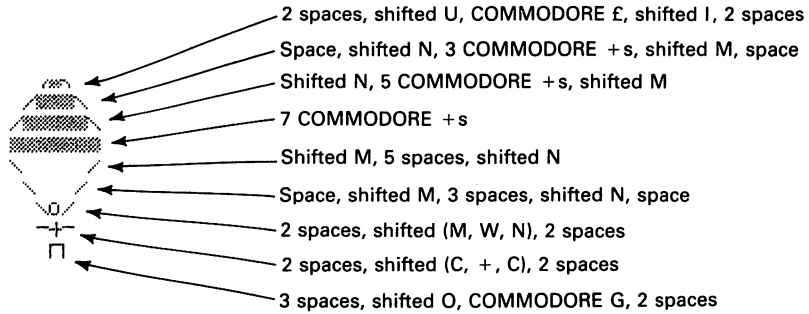 2 spaces, shifted U, COMMODORE £, shifted I, 2 spaces
Space, shifted N, 3 COMMODORE +s, shifted M, space
Shifted N, 5 COMMODORE +s, shifted M
7 COMMODORE +s
Shifted M, 5 spaces, shifted N
Space, shifted M, 3 spaces, shifted N, space
2 spaces, shifted (M, W, N), 2 spaces
2 spaces, shifted (C, +, C), 2 spaces
3 spaces, shifted O, COMMODORE G, 2 spaces